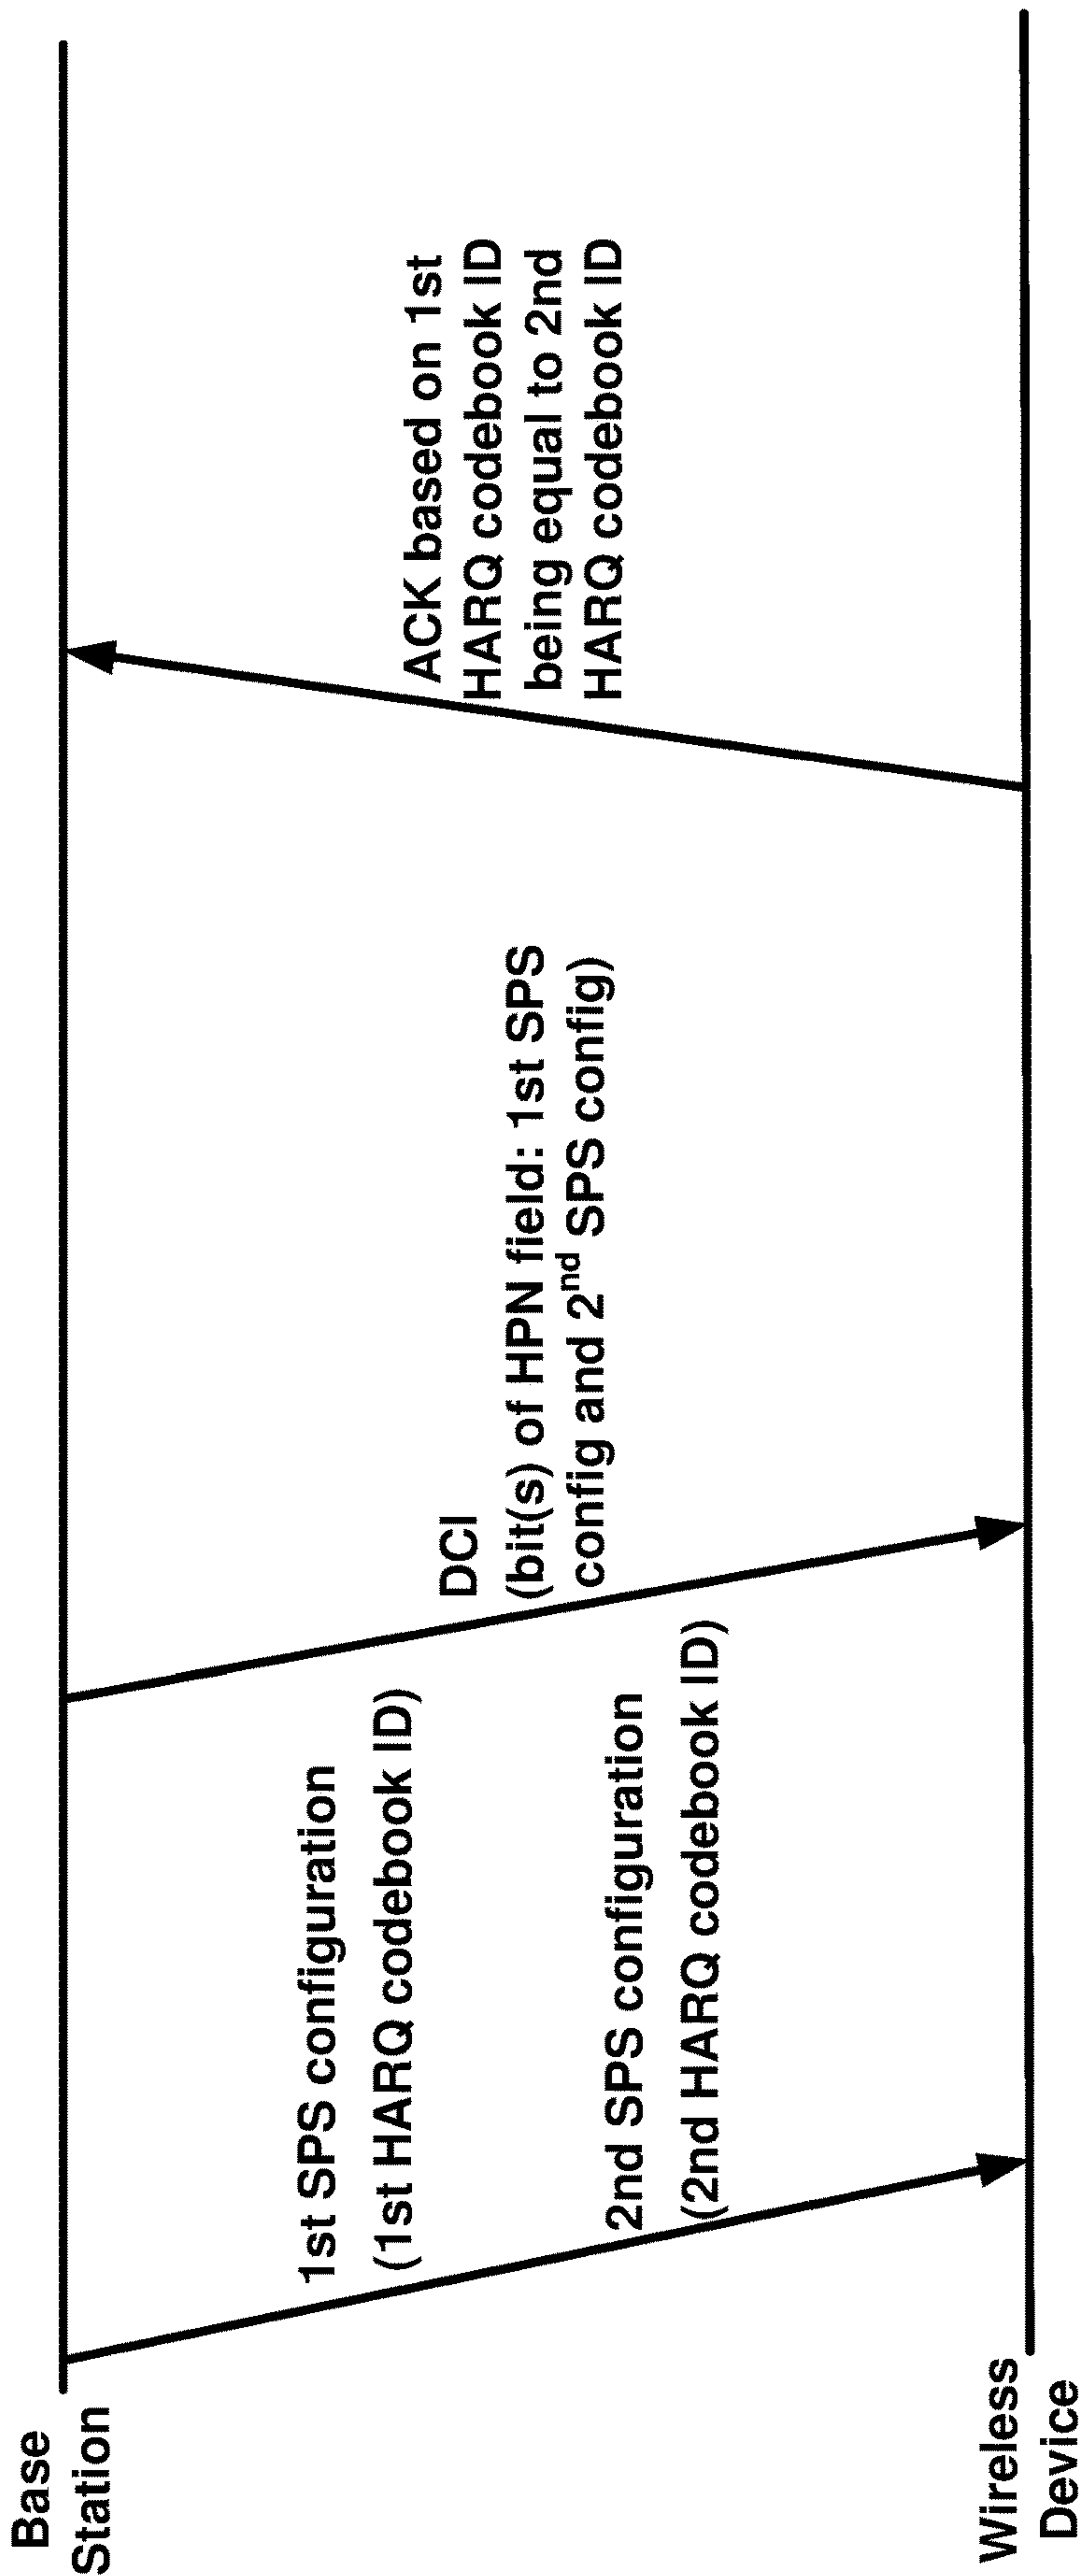 Base
Station
1st SPS configuration
(1st HARQ codebook ID)
2nd SPS configuration
(2nd HARQ codebook ID)
DCI
(bit(s) of HPN field: 1st SPS
config and 2nd SPS config)
ACK based on 1st
HARQ codebook ID
being equal to 2nd
HARQ codebook ID
Wireless
Device